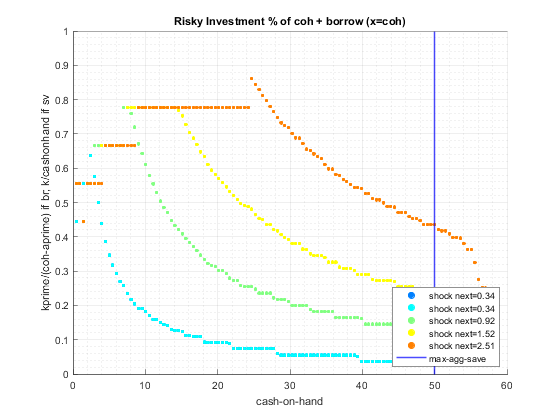 Risky Investment % of coh + borrow (x=coh)
kprime/(coh-aprime) if br, k/cashonhand if sv
1
0.9
0.8
0.7
0.6
0.5
0.4
0.3
0.2
0.1
0
0 10 20 30 40 50 60
cash-on-hand
shock next=0.34
shock next=0.34
shock next=0.92
shock next=1.52
shock next=2.51
max-agg-save